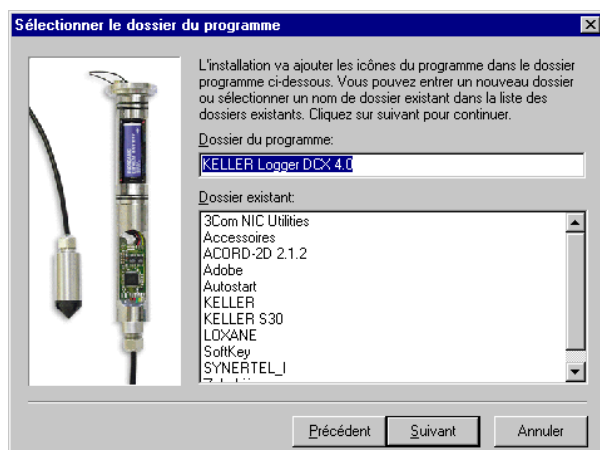 Sélectionner le dossier du programme
L'installation va ajouter les icônes du programme dans le dossier
programme ci-dessous. Vous pouvez entrer un nouveau dossier
ou sélectionner un nom de dossier existant dans la liste des
dossiers existants. Cliquez sur suivant pour continuer.
Dossier du programme:
KELLER Logger DCX 4.0
Dossier existant:
3Com NIC Utilities
Accessoires
ACORD-2D 2.1.2
Adobe
Autostart
KELLER
KELLER S30
LOXANE
SoftKey
SYNERTEL_I
Précédent
Suivant
Annuler